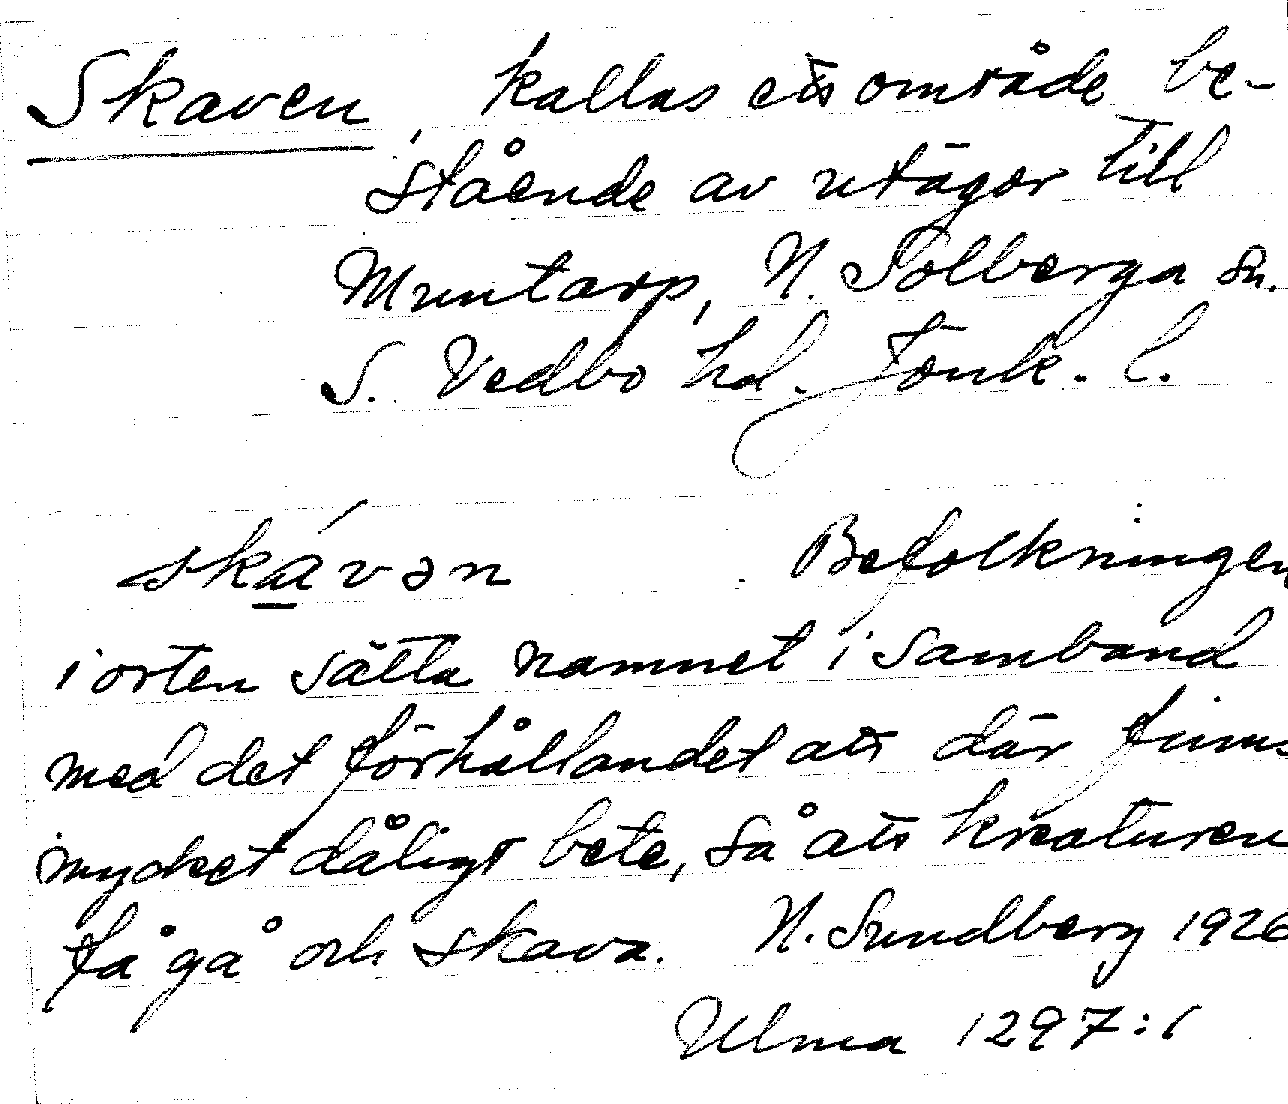 Skaven, kallas ett område be-
stående av utägor till
Muntarp, N. Solberga sn.
S. Vedbo hd. Jönk. l.
skávən Befolkningen
i orten sätta namnet i samband
med det förhållandet att där finns
mycket dåligt bete, så att kreaturen
få gå och skava. N. Sundberg 1926
Ulma 1297:1